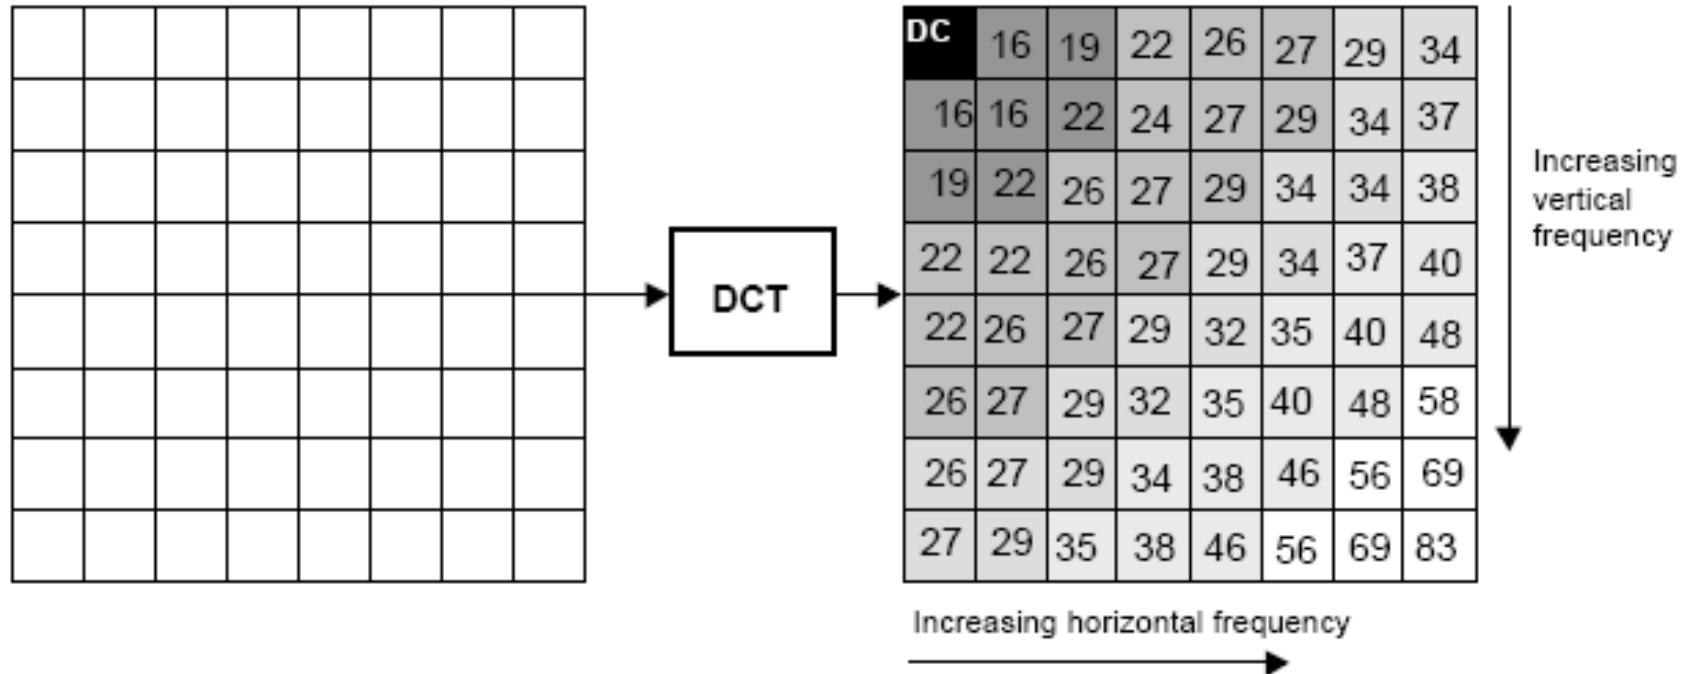 DC 16 19 22 26 27 29 34
16 16 22 24 27 29 34 37
19 22 26 27 29 34 34 38
22 22 26 27 29 34 37 40
22 26 27 29 32 35 40 48
26 27 29 32 35 40 48 58
26 27 29 34 38 46 56 69
27 29 35 38 46 56 69 83
DCT
Increasing
vertical
frequency
Increasing horizontal frequency